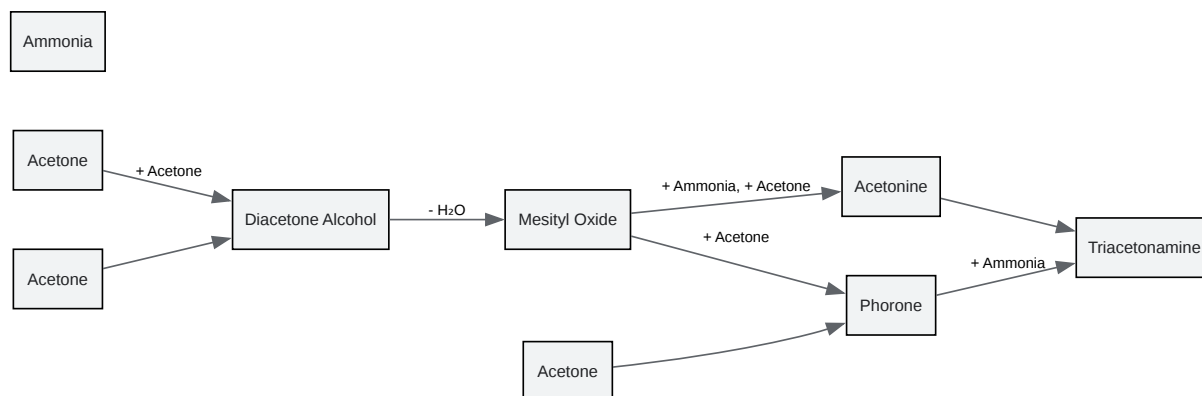 Ammonia
Acetone
+ Acetone
Acetone
Diacetone Alcohol
- H₂O
Mesityl Oxide
+ Ammonia, + Acetone
+ Acetone
Acetone
Acetonine
Phorone
+ Ammonia
Triacetonamine